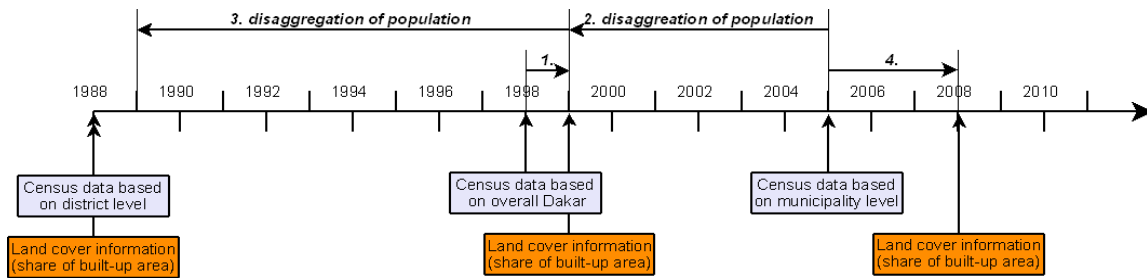 3. disaggregation of population
2. disaggreation of population
1.
4.
1988 1990 1992 1994 1996 1998 2000 2002 2004 2006 2008 2010
Census data based
on district level
Census data based
on overall Dakar
Census data based
on municipality level
Land cover information
(share of built-up area)
Land cover information
(share of built-up area)
Land cover information
(share of built-up area)